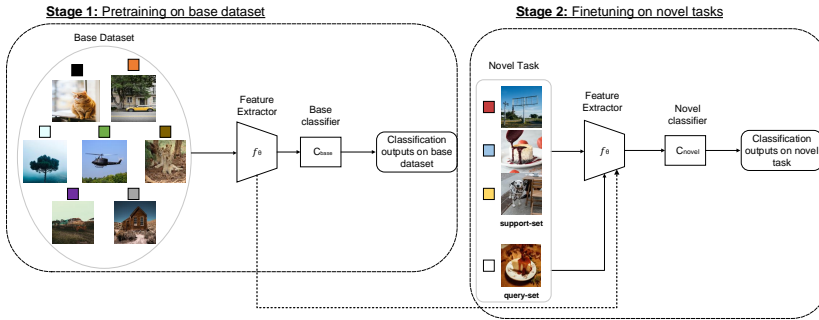 Stage 1: Pretraining on base dataset
Base Dataset
Feature
Extractor
fθ
Base
classifier
CBase
Classification
outputs on base
dataset
Stage 2: Finetuning on novel tasks
Novel Task
support-set
query-set
Feature
Extractor
fθ
Novel
classifier
Cnovel
Classification
outputs on novel
task